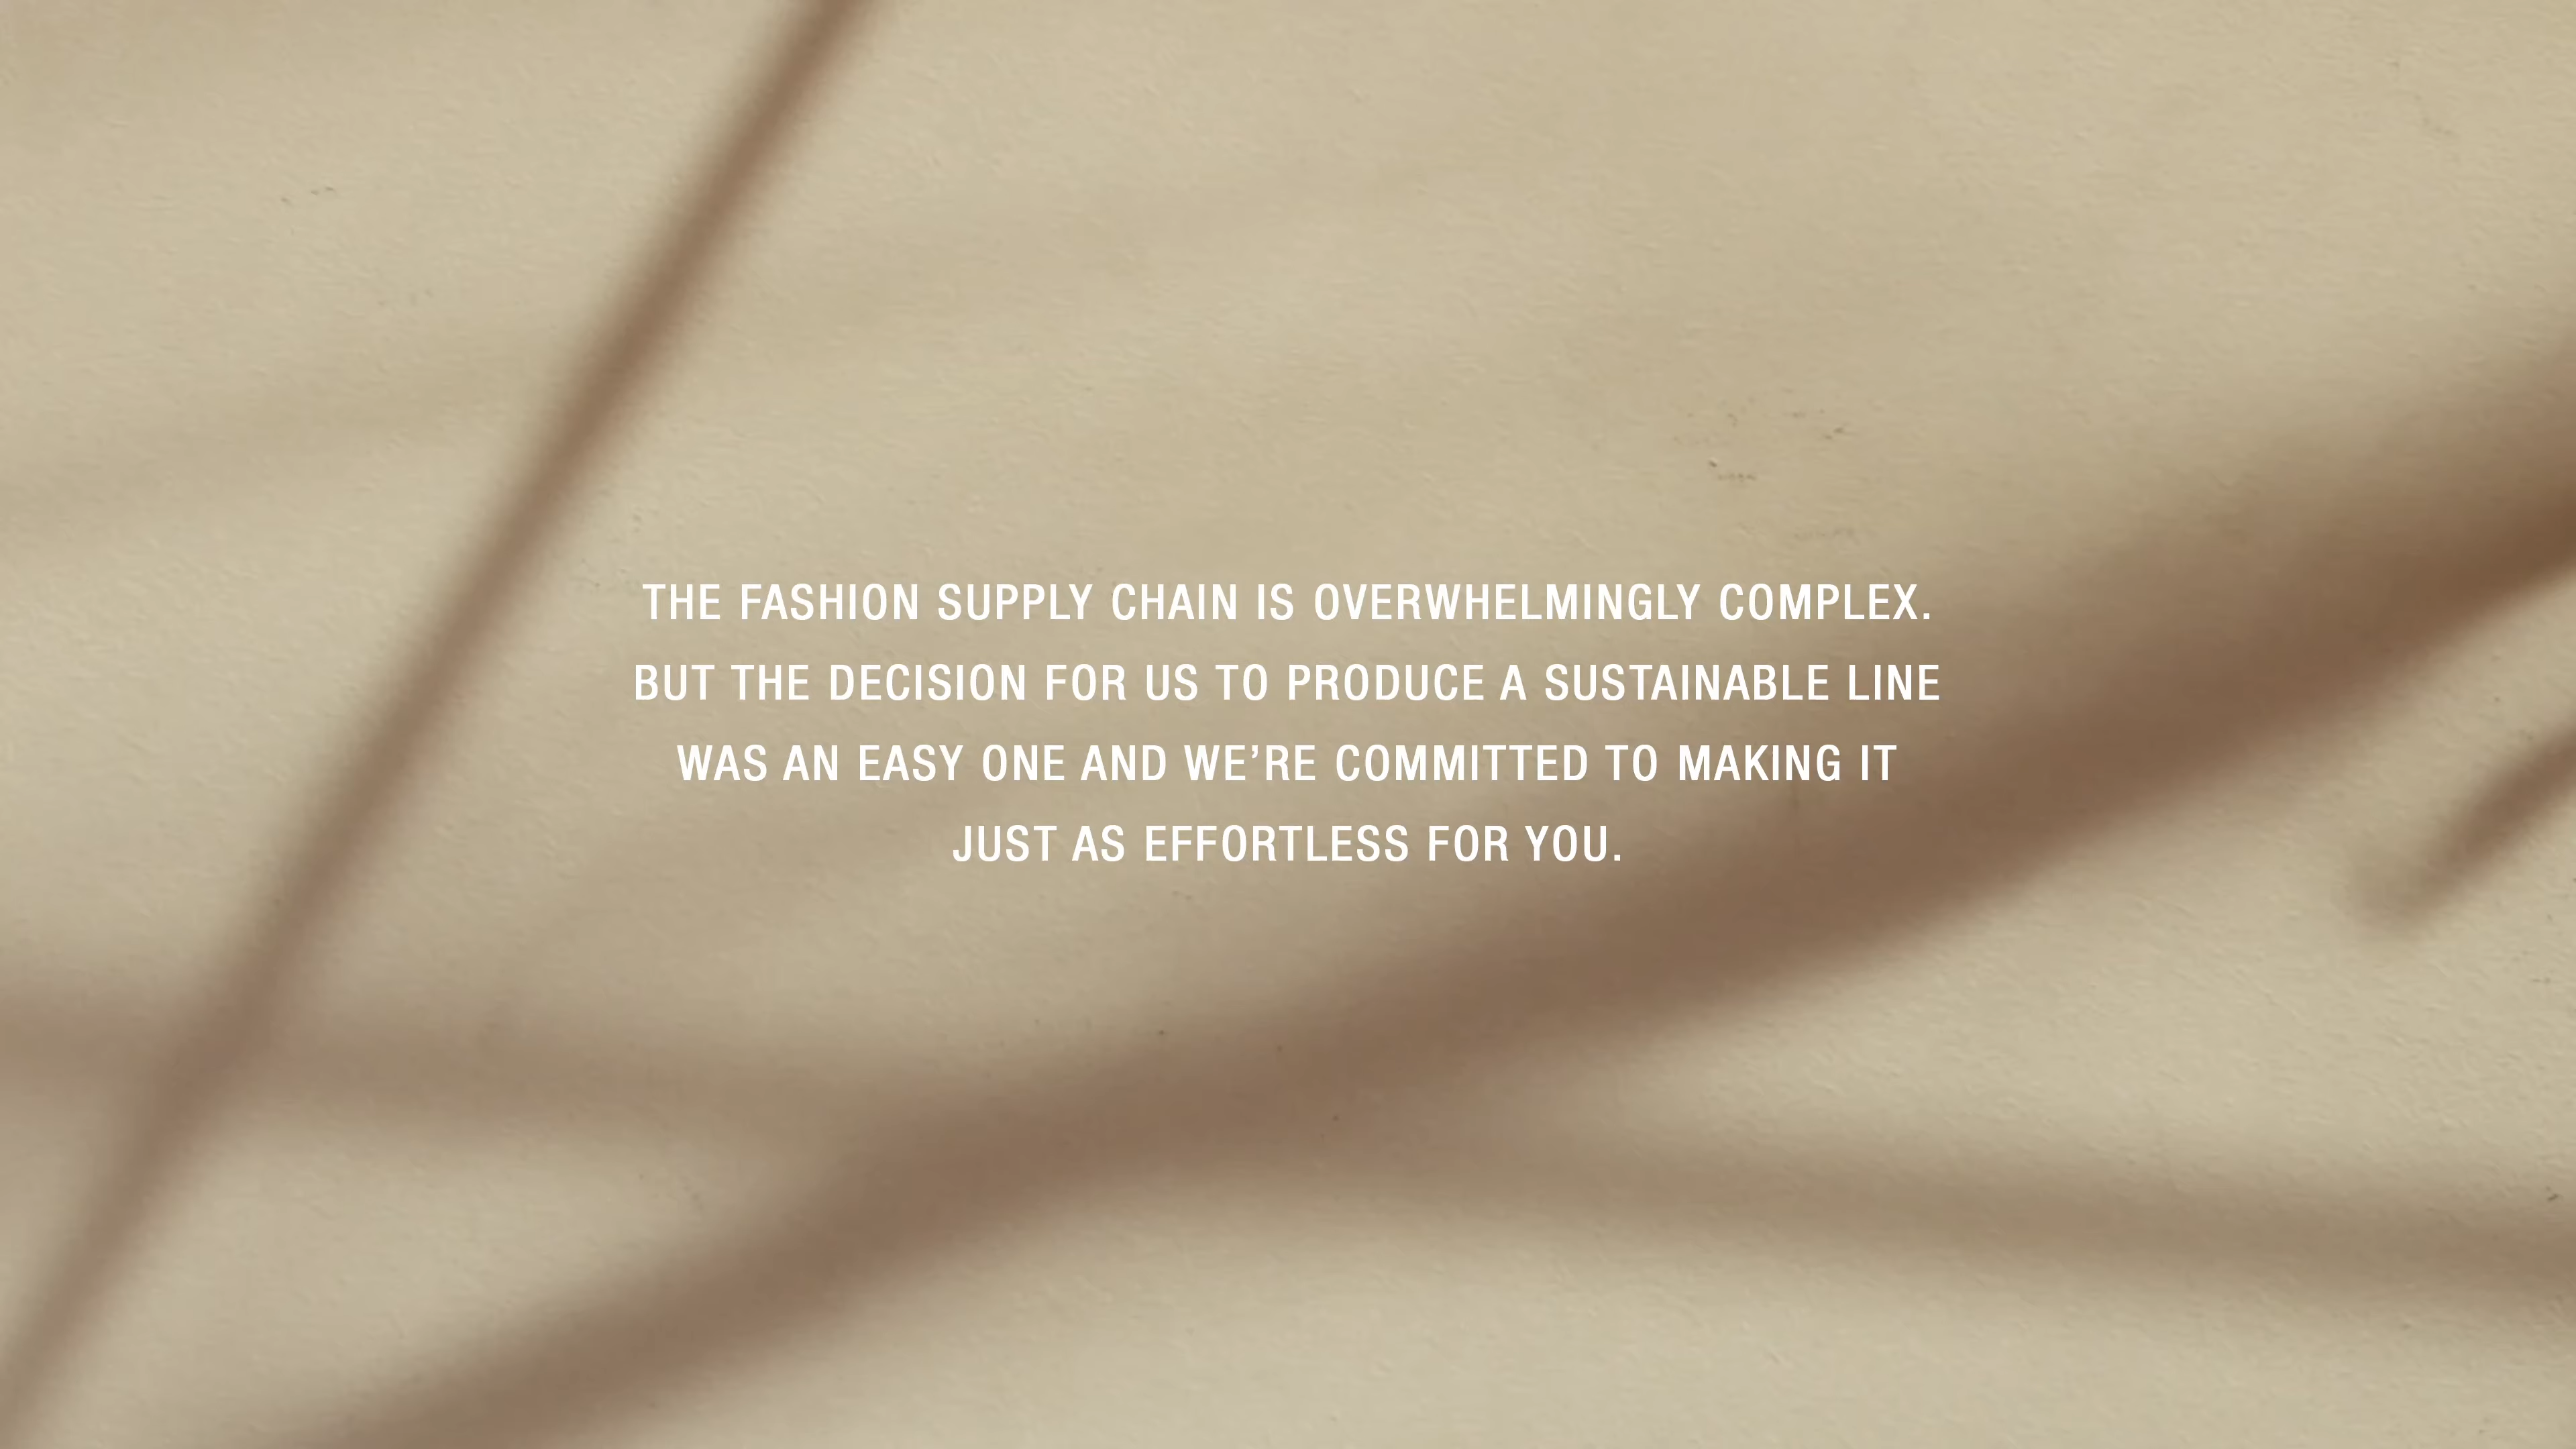 THE FASHION SUPPLY CHAIN IS OVERWHELMINGLY COMPLEX.
BUT THE DECISION FOR US TO PRODUCE A SUSTAINABLE LINE
WAS AN EASY ONE AND WE’RE COMMITTED TO MAKING IT
JUST AS EFFORTLESS FOR YOU.